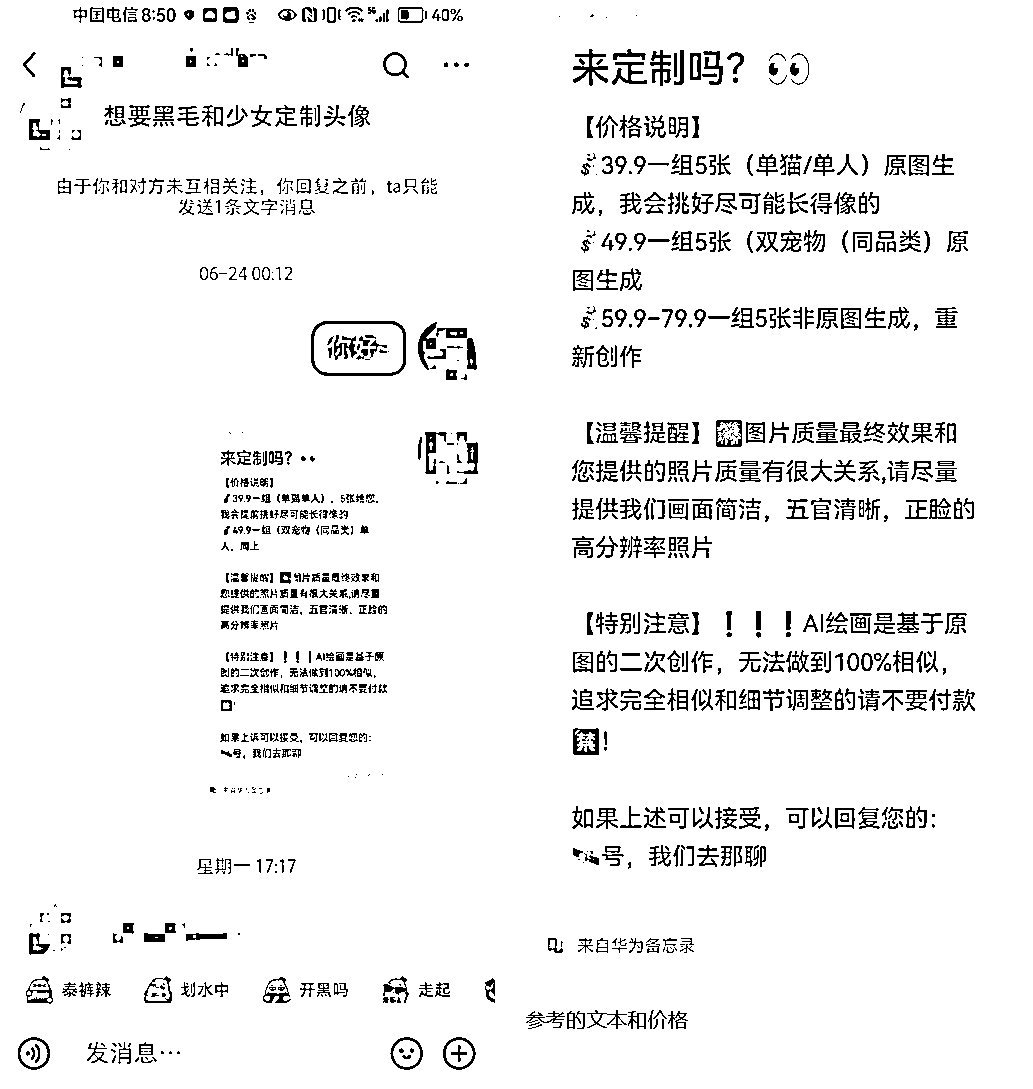 中国电信8:50
40%
想要黑毛和少女定制头像
由于你和对方未互相关注，你回复之前，ta只能
发送1条文字消息
06-24 00:12
你好~
来定制吗？
【价格说明】
39.9一组（单猫单人），5张给您，
我会提前挑好尽可能长得像的
49.9一组（双宠物（同品类）单
人，同上
【温馨提醒】图片质量最终效果和
您提供的照片质量有很大关系,请尽量
提供我们画面简洁，五官清晰，正脸的
高分辨率照片
【特别注意】❗❗❗AI绘画是基于原
图的二次创作，无法做到100%相似，
追求完全相似和细节调整的请不要付款
！
如果上诉可以接受，可以回复您的：
号，我们去那聊
星期一 17:17
泰裤辣
划水中
开黑吗
走起
发消息…
来定制吗？👀
【价格说明】
39.9一组5张（单猫/单人）原图生
成，我会挑好尽可能长得像的
49.9一组5张（双宠物（同品类）原
图生成
59.9-79.9一组5张非原图生成，重
新创作
【温馨提醒】图片质量最终效果和
您提供的照片质量有很大关系,请尽量
提供我们画面简洁，五官清晰，正脸的
高分辨率照片
【特别注意】❗❗❗AI绘画是基于原
图的二次创作，无法做到100%相似，
追求完全相似和细节调整的请不要付款
禁！
如果上述可以接受，可以回复您的：
号，我们去那聊
来自华为备忘录
参考的文本和价格